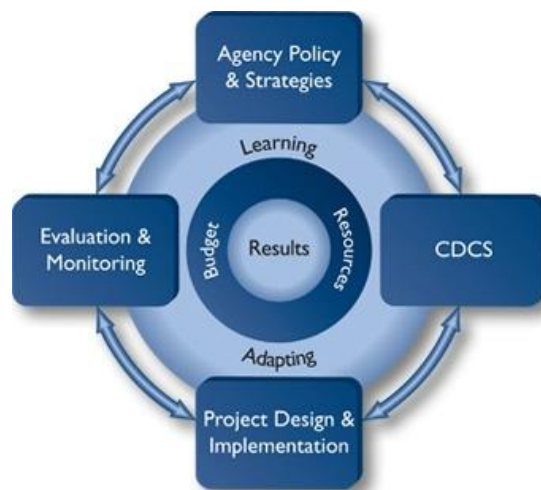 Agency Policy
& Strategies
Learning
Evaluation &
Monitoring
Budget
Results
Resources
CDCS
Adapting
Project Design &
Implementation